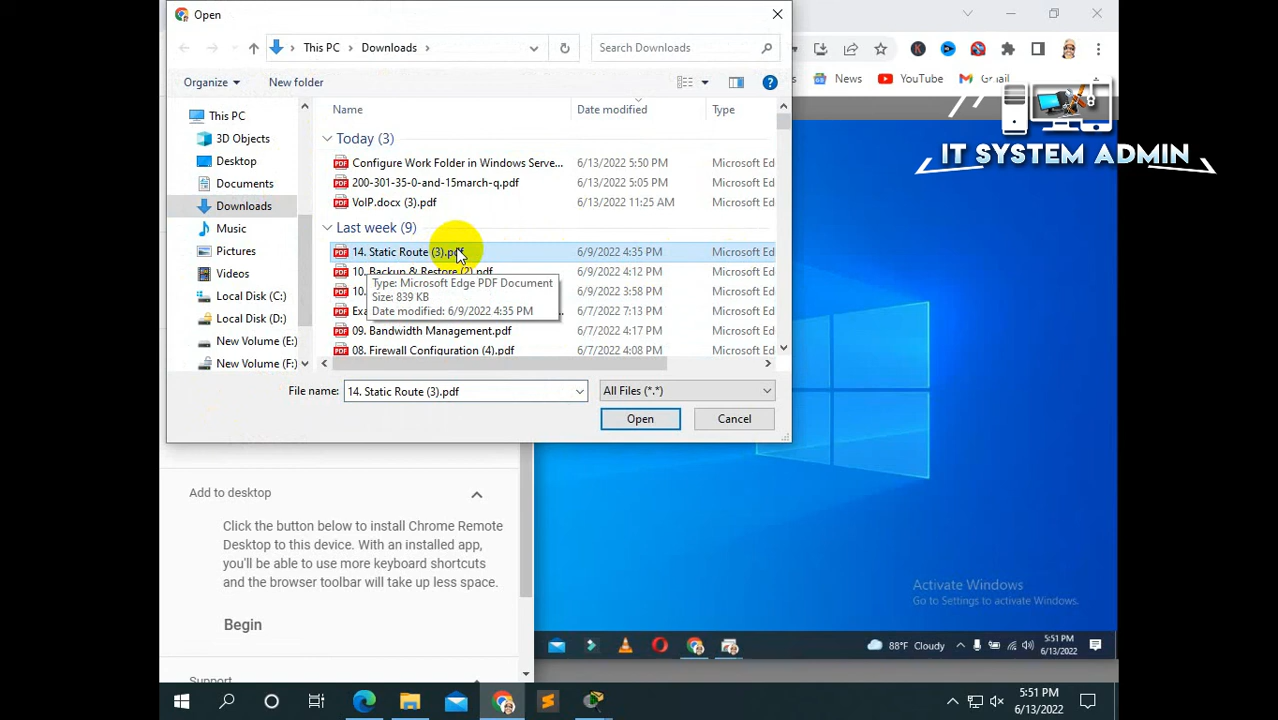 Open
This PC
Downloads
Search Downloads
Organize
New folder
News
YouTube
Gmail
IT SYSTEM ADMIN
This PC
3D Objects
Desktop
Documents
Downloads
Music
Pictures
Videos
Local Disk (C:)
Local Disk (D:)
New Volume (E:)
New Volume (F:)
Name Date modified Type
Today (3)
Configure Work Folder in Windows Serve... 6/13/2022 5:50 PM Microsoft Ed
200-301-35-0-and-15march-q.pdf 6/13/2022 5:05 PM Microsoft Ed
VoIP.docx (3).pdf 6/13/2022 11:25 AM Microsoft Ed
Last week (9)
14. Static Route (3).pdf 6/9/2022 4:35 PM Microsoft Ed
10. Backup & Restore (2).pdf 6/9/2022 4:12 PM Microsoft Ed
10. 6/9/2022 3:58 PM Microsoft Ed
6/7/2022 7:13 PM Microsoft Ed
09. Bandwidth Management.pdf 6/7/2022 4:17 PM Microsoft Ed
08. Firewall Configuration (4).pdf 6/7/2022 4:08 PM Microsoft Ed
Type: Microsoft Edge PDF Document
Size: 839 KB
Date modified: 6/9/2022 4:35 PM
File name: 14. Static Route (3).pdf All Files (*.*)
Open Cancel
Add to desktop
Click the button below to install Chrome Remote
Desktop to this device. With an installed app,
you'll be able to use more keyboard shortcuts
and the browser toolbar will take up less space.
Begin
Support
Activate Windows
Go to Settings to activate Windows.
88°F Cloudy
5:51 PM
6/13/2022
5:51 PM
6/13/2022